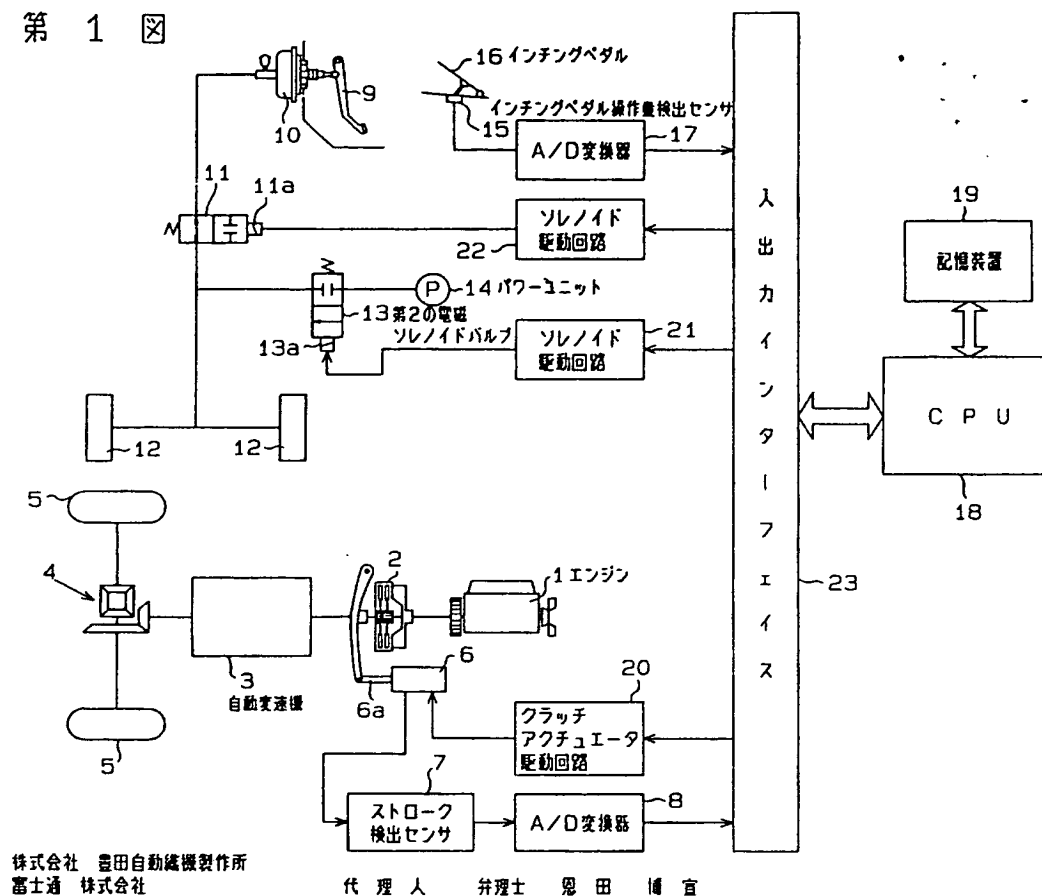 第 1 図
16 インチングペダル
9
10
インチングペダル操作量検出センサ
15
17
A/D変換器
11
11a
ソレノイド
駆動回路
22
19
記憶装置
P
14 パワーユニット
13 第2の電磁
ソレノイドバルブ
13a
21
ソレノイド
駆動回路
入出力インターフェイス
CPU
18
12
12
5
4
2
1 エンジン
23
3
自動変速機
6
6a
20
クラッチ
アクチュエータ
駆動回路
5
7
ストローク
検出センサ
8
A/D変換器
株式会社 豊田自動織機製作所
富士通 株式会社
代理人 弁理士 恩田 博宣